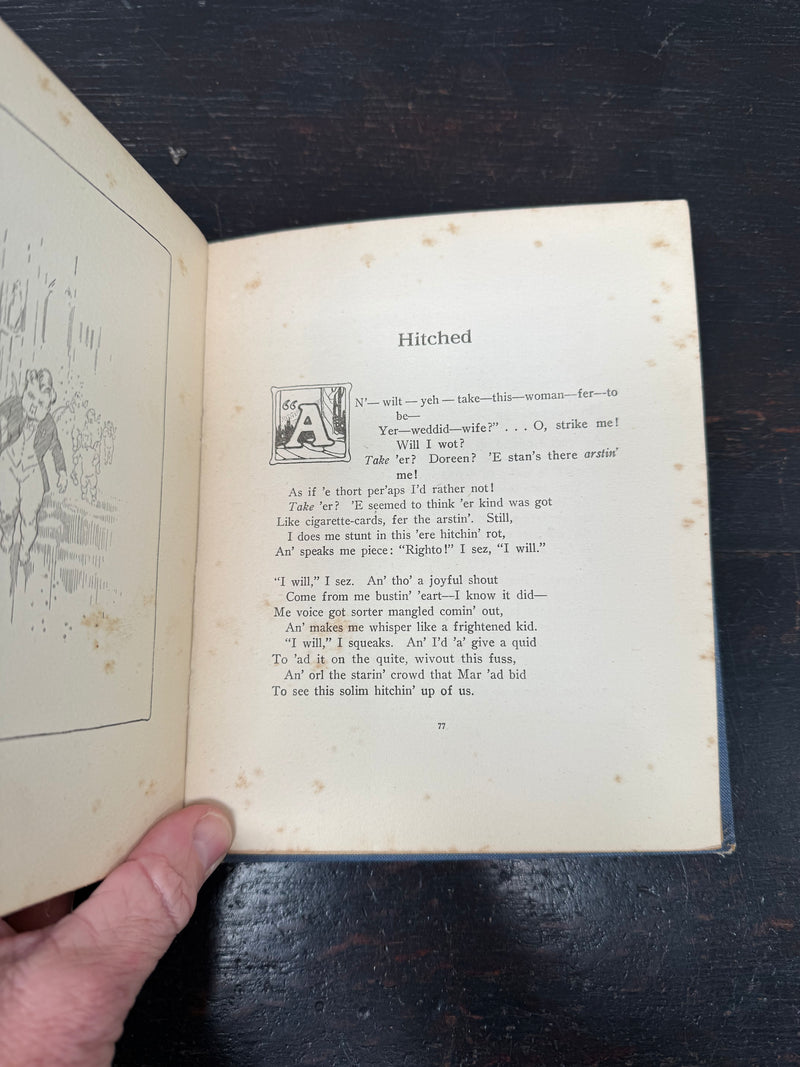 Hitched
"AN'— wilt — yeh — take—this—woman—fer—to
be—
Yer—weddid—wife?" . . . O, strike me!
Will I wot?
Take 'er? Doreen? 'E stan's there arstin'
me!
As if 'e thort per'aps I'd rather not!
Take 'er? 'E seemed to think 'er kind was got
Like cigarette-cards, fer the arstin'. Still,
I does me stunt in this 'ere hitchin' rot,
An' speaks me piece: "Righto!" I sez, "I will."
"I will," I sez. An' tho' a joyful shout
Come from me bustin' 'eart—I know it did—
Me voice got sorter mangled comin' out,
An' makes me whisper like a frightened kid.
"I will," I squeaks. An' I'd 'a' give a quid
To 'ad it on the quite, wivout this fuss,
An' orl the starin' crowd that Mar 'ad bid
To see this solim hitchin' up of us.
77